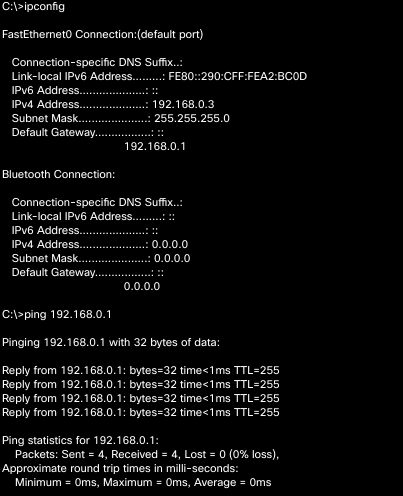 C:\>ipconfig
FastEthernet0 Connection:(default port)
Connection-specific DNS Suffix..:
Link-local IPv6 Address.........: FE80::290:CFF:FEA2:BC0D
IPv6 Address....................: ::
IPv4 Address....................: 192.168.0.3
Subnet Mask.....................: 255.255.255.0
Default Gateway.................: ::
192.168.0.1
Bluetooth Connection:
Connection-specific DNS Suffix..:
Link-local IPv6 Address.........: ::
IPv6 Address....................: ::
IPv4 Address....................: 0.0.0.0
Subnet Mask.....................: 0.0.0.0
Default Gateway.................: ::
0.0.0.0
C:\>ping 192.168.0.1
Pinging 192.168.0.1 with 32 bytes of data:
Reply from 192.168.0.1: bytes=32 time<1ms TTL=255
Reply from 192.168.0.1: bytes=32 time<1ms TTL=255
Reply from 192.168.0.1: bytes=32 time<1ms TTL=255
Reply from 192.168.0.1: bytes=32 time<1ms TTL=255
Ping statistics for 192.168.0.1:
Packets: Sent = 4, Received = 4, Lost = 0 (0% loss),
Approximate round trip times in milli-seconds:
Minimum = 0ms, Maximum = 0ms, Average = 0ms